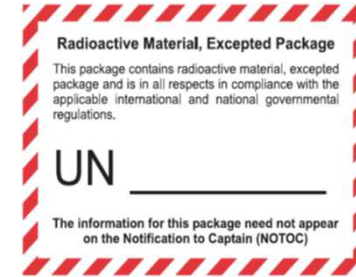 Radioactive Material, Excepted Package
This package contains radioactive material, excepted
package and is in all respects in compliance with the
applicable international and national governmental
regulations.
UN
The information for this package need not appear
on the Notification to Captain (NOTOC)